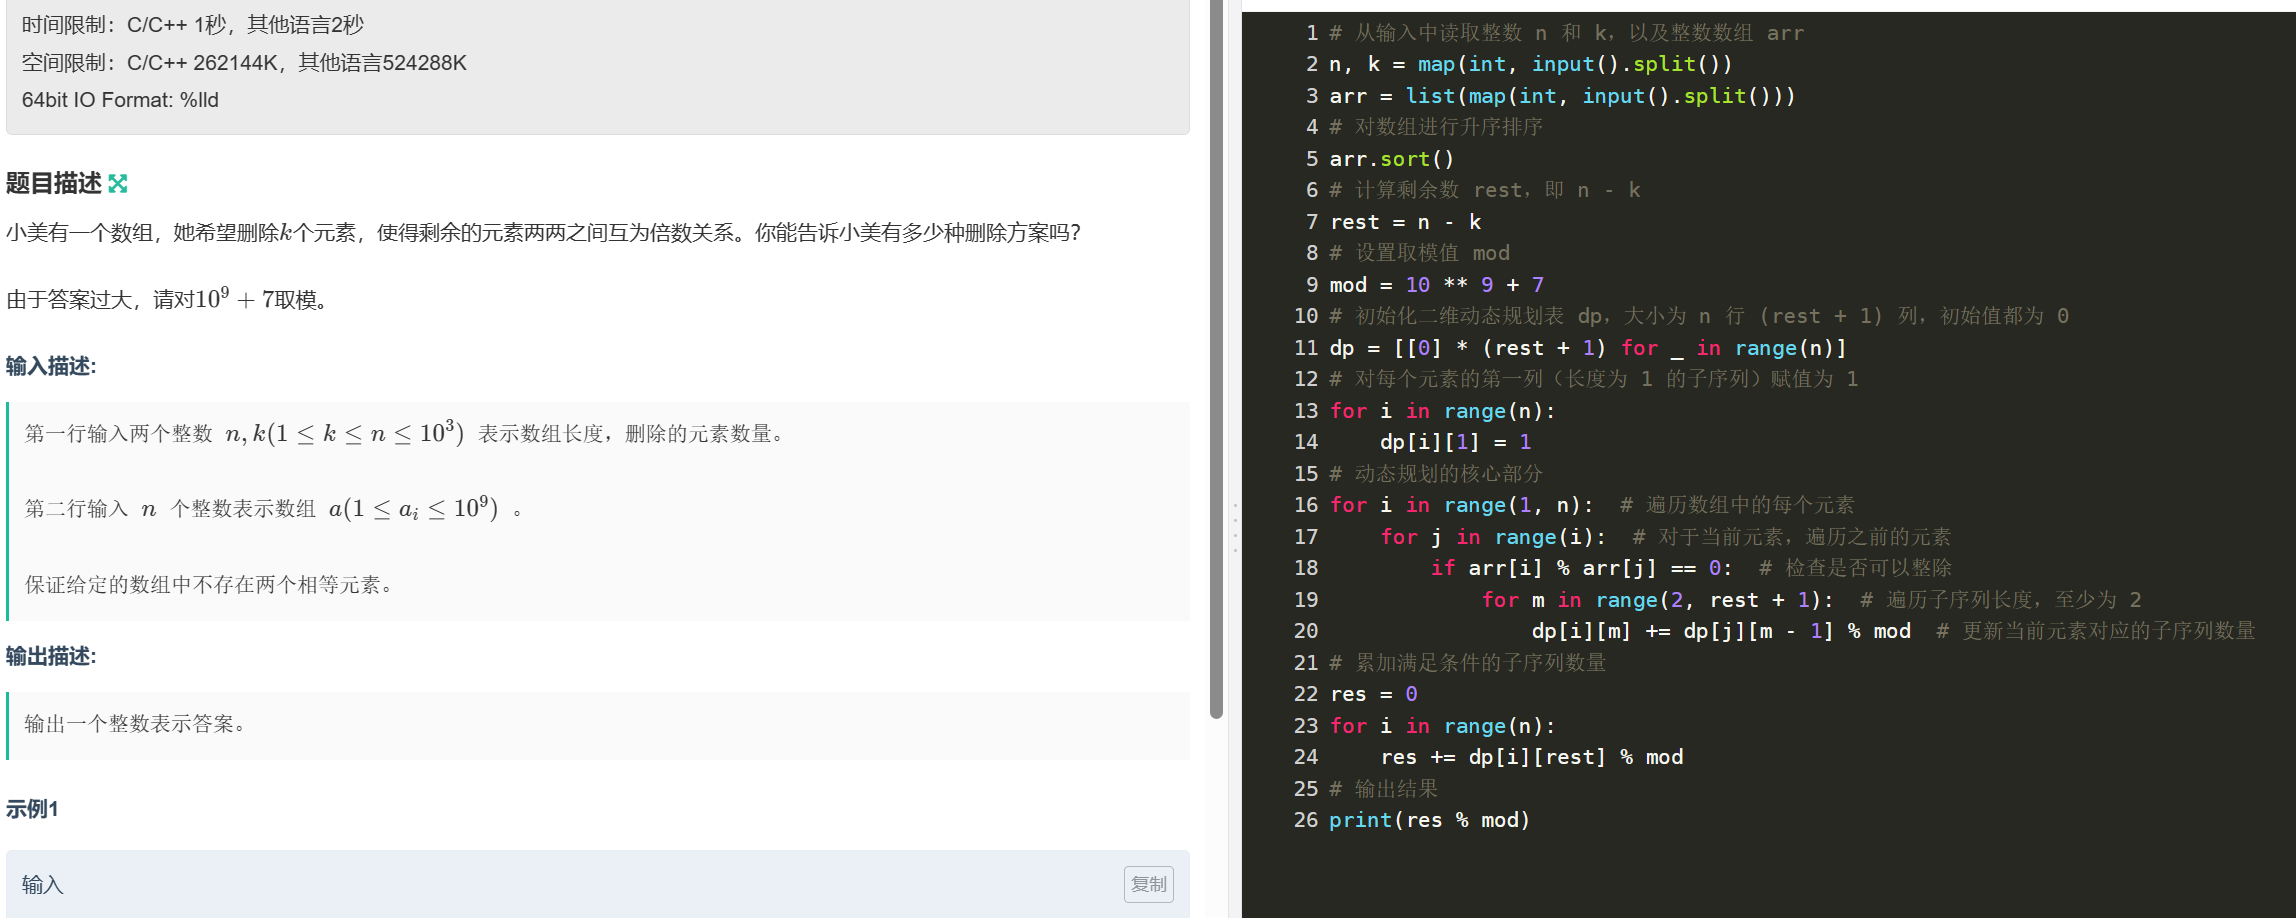 时间限制：C/C++ 1秒，其他语言2秒
空间限制：C/C++ 262144K，其他语言524288K
64bit IO Format: %lld
题目描述
小美有一个数组，她希望删除k个元素，使得剩余的元素两两之间互为倍数关系。你能告诉小美有多少种删除方案吗？
由于答案过大，请对10⁹ + 7取模。
输入描述:
第一行输入两个整数 n, k(1 ≤ k ≤ n ≤ 10³) 表示数组长度，删除的元素数量。
第二行输入 n 个整数表示数组 a(1 ≤ aᵢ ≤ 10⁹) 。
保证给定的数组中不存在两个相等元素。
输出描述:
输出一个整数表示答案。
示例1
输入
复制
1 # 从输入中读取整数 n 和 k，以及整数数组 arr
2 n, k = map(int, input().split())
3 arr = list(map(int, input().split()))
4 # 对数组进行升序排序
5 arr.sort()
6 # 计算剩余数 rest，即 n - k
7 rest = n - k
8 # 设置取模值 mod
9 mod = 10 ** 9 + 7
10 # 初始化二维动态规划表 dp，大小为 n 行 (rest + 1) 列，初始值都为 0
11 dp = [[0] * (rest + 1) for _ in range(n)]
12 # 对每个元素的第一列（长度为 1 的子序列）赋值为 1
13 for i in range(n):
14     dp[i][1] = 1
15 # 动态规划的核心部分
16 for i in range(1, n):  # 遍历数组中的每个元素
17     for j in range(i):  # 对于当前元素，遍历之前的元素
18         if arr[i] % arr[j] == 0:  # 检查是否可以整除
19             for m in range(2, rest + 1):  # 遍历子序列长度，至少为 2
20                 dp[i][m] += dp[j][m - 1] % mod  # 更新当前元素对应的子序列数量
21 # 累加满足条件的子序列数量
22 res = 0
23 for i in range(n):
24     res += dp[i][rest] % mod
25 # 输出结果
26 print(res % mod)